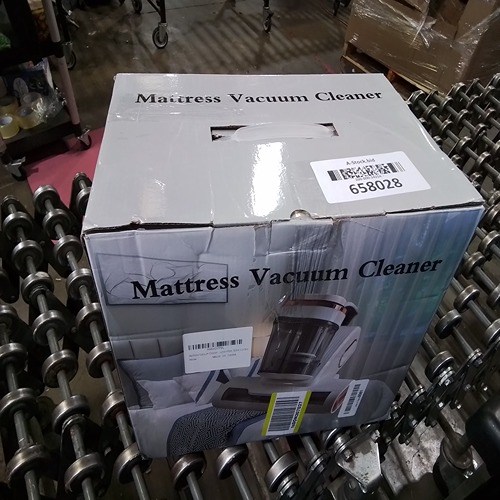 Mattress Vacuum Cleaner
A-Stock.bid
658028
Mattress Vacuum Cleaner